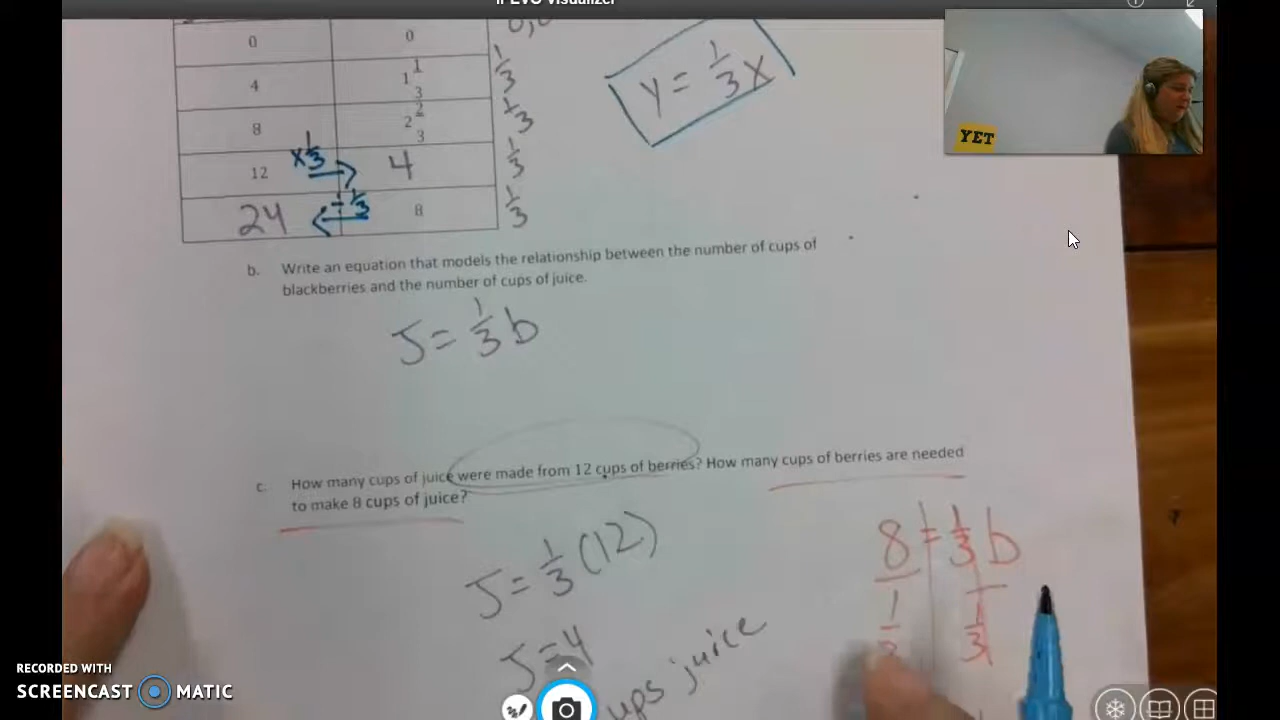 0 0
1/3
4 1 1/3
1/3
8 2 2/3
1/3
12 x 1/3 4
1/3
24 ÷ 1/3 8
1/3
y = 1/3 x
YET
b. Write an equation that models the relationship between the number of cups of
blackberries and the number of cups of juice.
J = 1/3 b
c. How many cups of juice were made from 12 cups of berries? How many cups of berries are needed
to make 8 cups of juice?
J = 1/3 (12)
J = 4
juice
8 = 1/3 b
1/3
RECORDED WITH
SCREENCAST MATIC